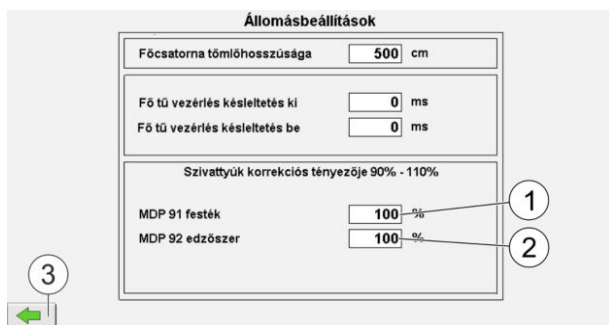 Állomásbeállítások
Főcsatorna tömlőhosszúsága 500 cm
Fő tű vezérlés késleltetés ki 0 ms
Fő tű vezérlés késleltetés be 0 ms
Szivattyúk korrekciós tényezője 90% - 110%
MDP 91 festék 100 %
MDP 92 edzőszer 100 %
1
2
3